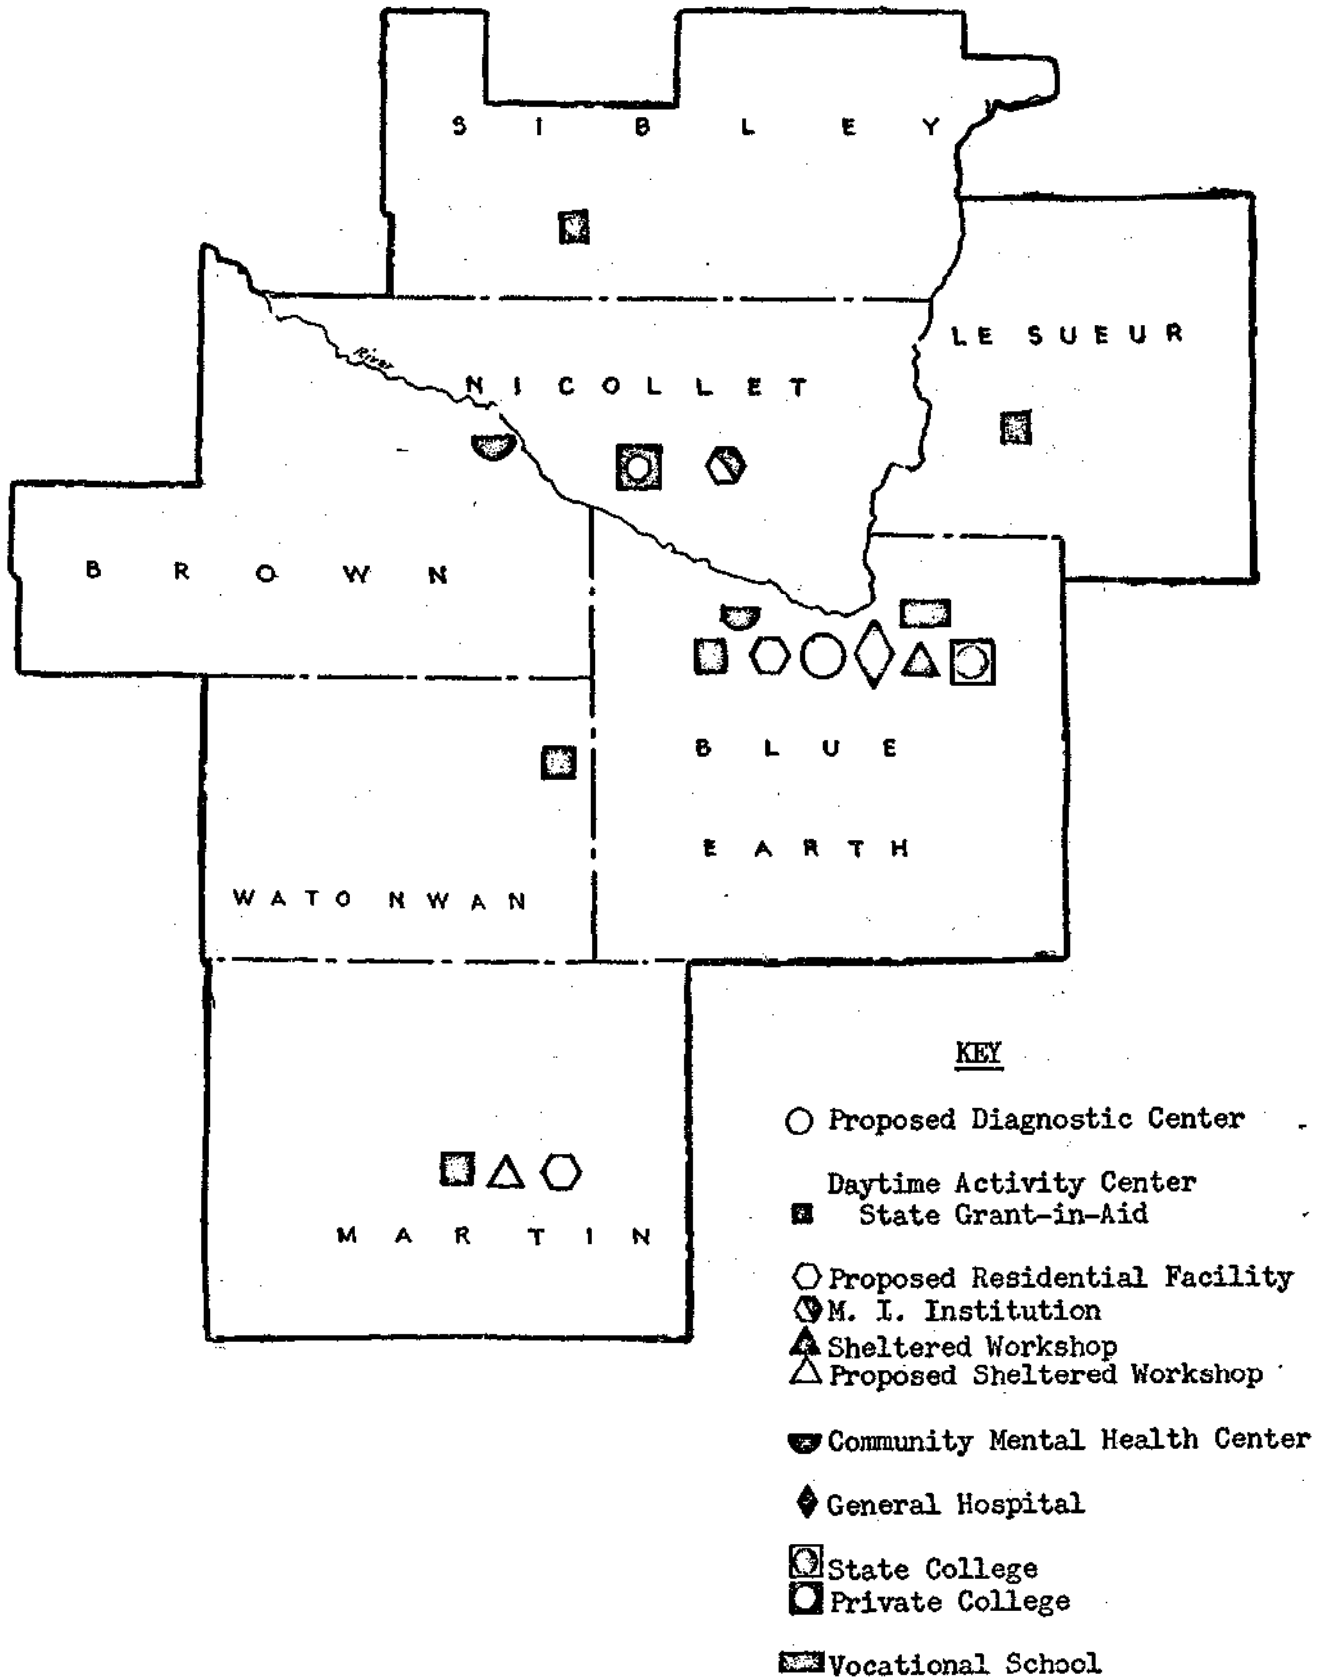 S I B L E Y
LE SUEUR
River
N I C O L L E T
B R O W N
B L U E
E A R T H
W A T O N W A N
M A R T I N
KEY
Proposed Diagnostic Center
Daytime Activity Center
State Grant-in-Aid
Proposed Residential Facility
M. I. Institution
Sheltered Workshop
Proposed Sheltered Workshop
Community Mental Health Center
General Hospital
State College
Private College
Vocational School